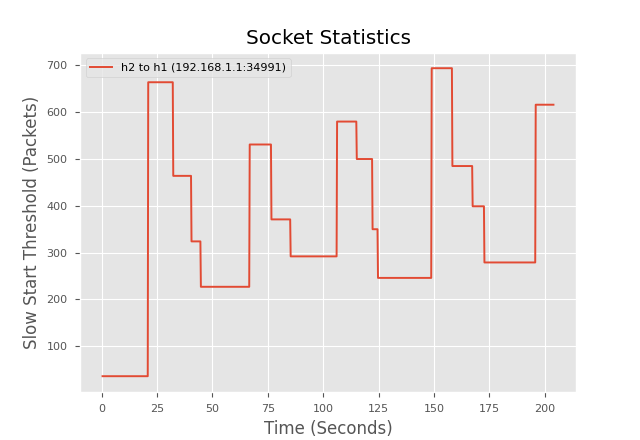 Socket Statistics
h2 to h1 (192.168.1.1:34991)
Slow Start Threshold (Packets)
700
600
500
400
300
200
100
0 25 50 75 100 125 150 175 200
Time (Seconds)